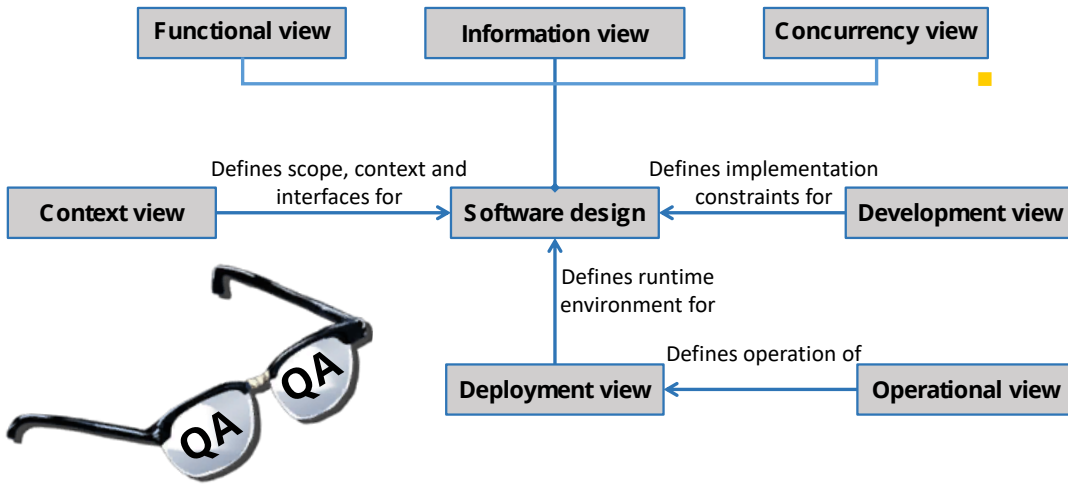 Functional view
Information view
Concurrency view
Defines scope, context and
interfaces for
Defines implementation
constraints for
Context view
Software design
Development view
Defines runtime
environment for
Defines operation of
Deployment view
Operational view
QA
QA